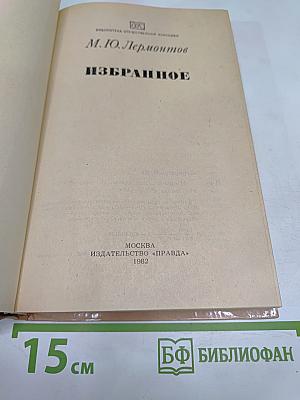 БИБЛИОТЕКА ОТЕЧЕСТВЕННОЙ КЛАССИКИ
М. Ю. Лермонтов
ИЗБРАННОЕ
МОСКВА
ИЗДАТЕЛЬСТВО «ПРАВДА»
1982
15 см
БФ БИБЛИОФАН